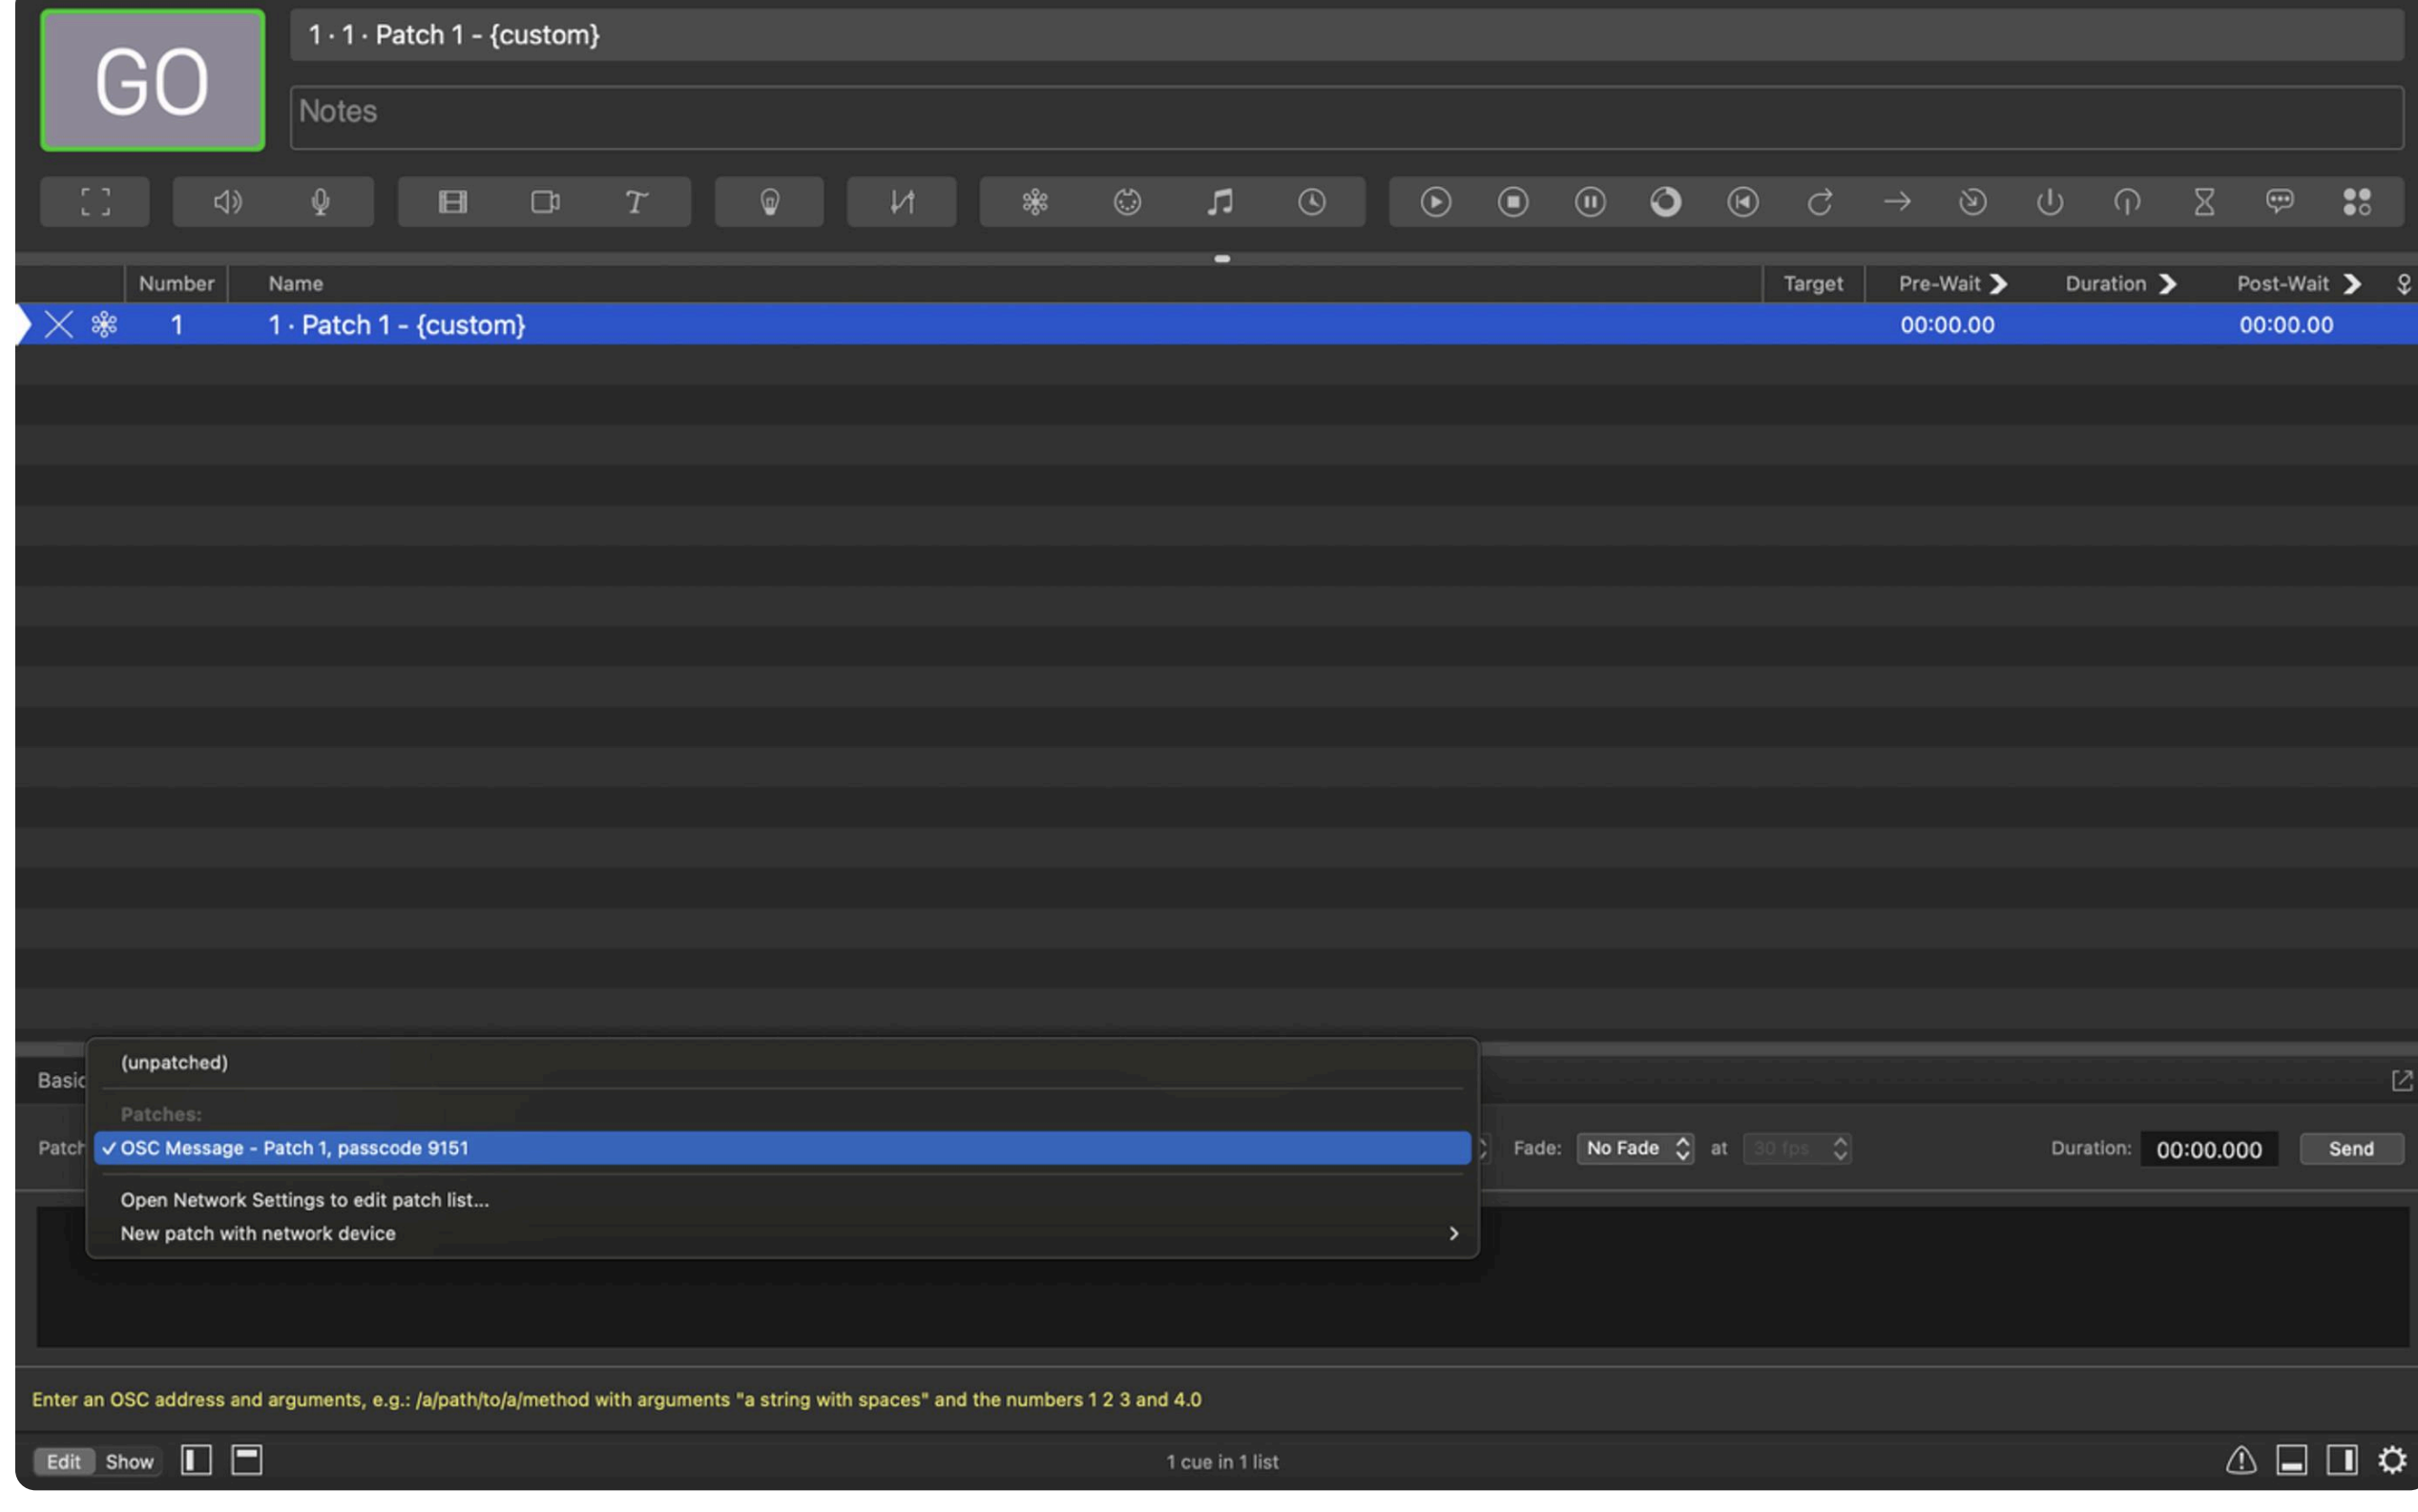 GO
1 · 1 · Patch 1 - {custom}
Notes
Number Name Target Pre-Wait Duration Post-Wait
1 1 · Patch 1 - {custom} 00:00.00 00:00.00
(unpatched)
Basic
Patches:
Patch ✓ OSC Message - Patch 1, passcode 9151 Fade: No Fade at 30 fps Duration: 00:00.000 Send
Open Network Settings to edit patch list...
New patch with network device
Enter an OSC address and arguments, e.g.: /a/path/to/a/method with arguments "a string with spaces" and the numbers 1 2 3 and 4.0
Edit Show 1 cue in 1 list